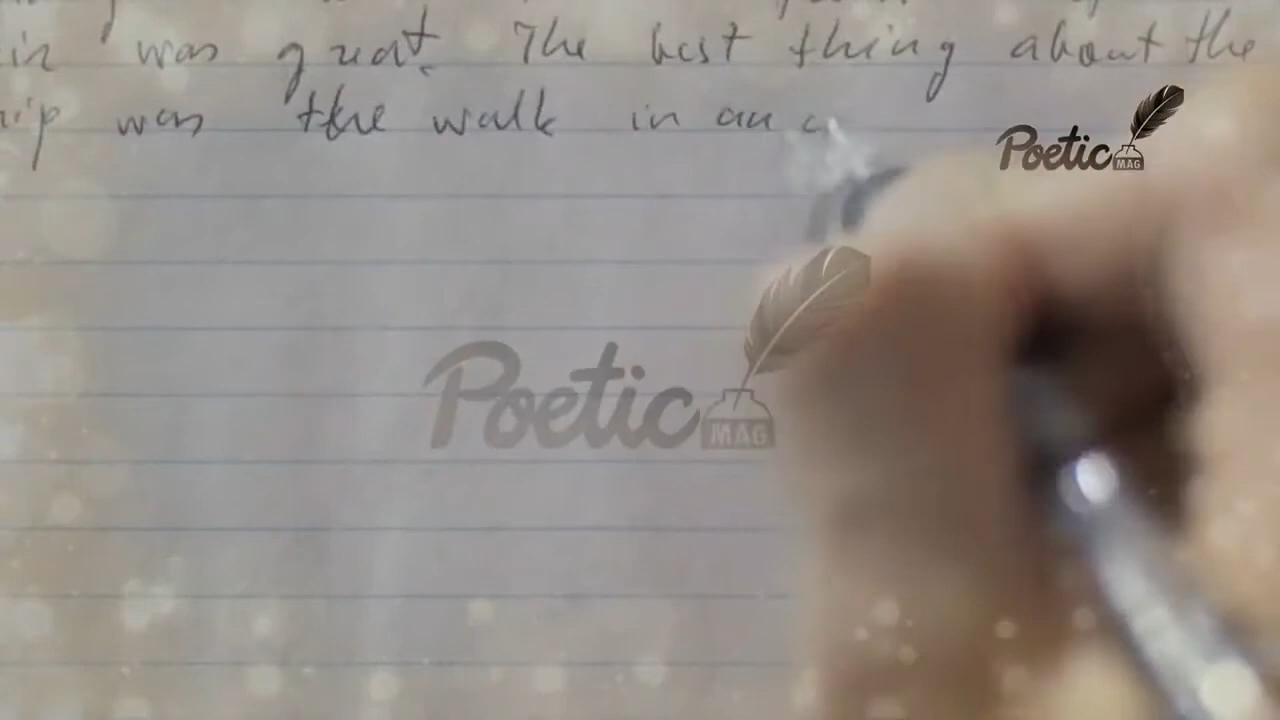 was great. The best thing about the
was the walk in an
Poetic
MAG
Poetic
MAG